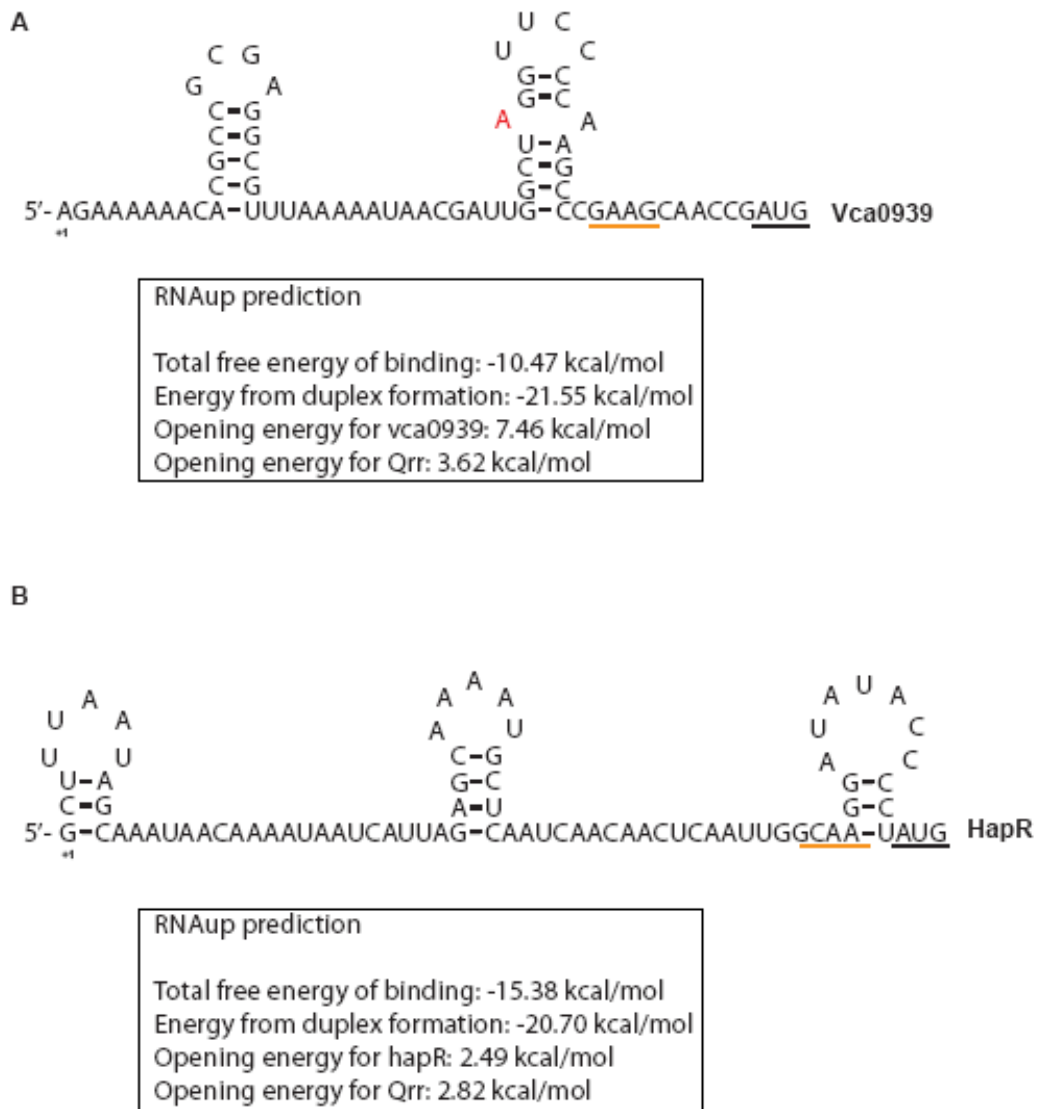 A
U C
C G
U C
G A
G-C
C-G
G-C
A A
C-G
U-A
G-C
C-G
C-G
G-C
5'- AGAAAAAACA - UUUAAAAAUAACGAUUG - CCGAAGCAACCGAUG Vca0939
+1
RNAup prediction
Total free energy of binding: -10.47 kcal/mol
Energy from duplex formation: -21.55 kcal/mol
Opening energy for vca0939: 7.46 kcal/mol
Opening energy for Qrr: 3.62 kcal/mol
B
A
U
A
A A
A A
U A
A U
U C
U U
C-G
A C
U-A
G-C
G-C
C-G
A-U
G-C
5'- G - CAAAUAACAAAAUAAUCAUUAG - CAAUCAACAACUCAAUUGGCAA - UAUG HapR
+1
RNAup prediction
Total free energy of binding: -15.38 kcal/mol
Energy from duplex formation: -20.70 kcal/mol
Opening energy for hapR: 2.49 kcal/mol
Opening energy for Qrr: 2.82 kcal/mol